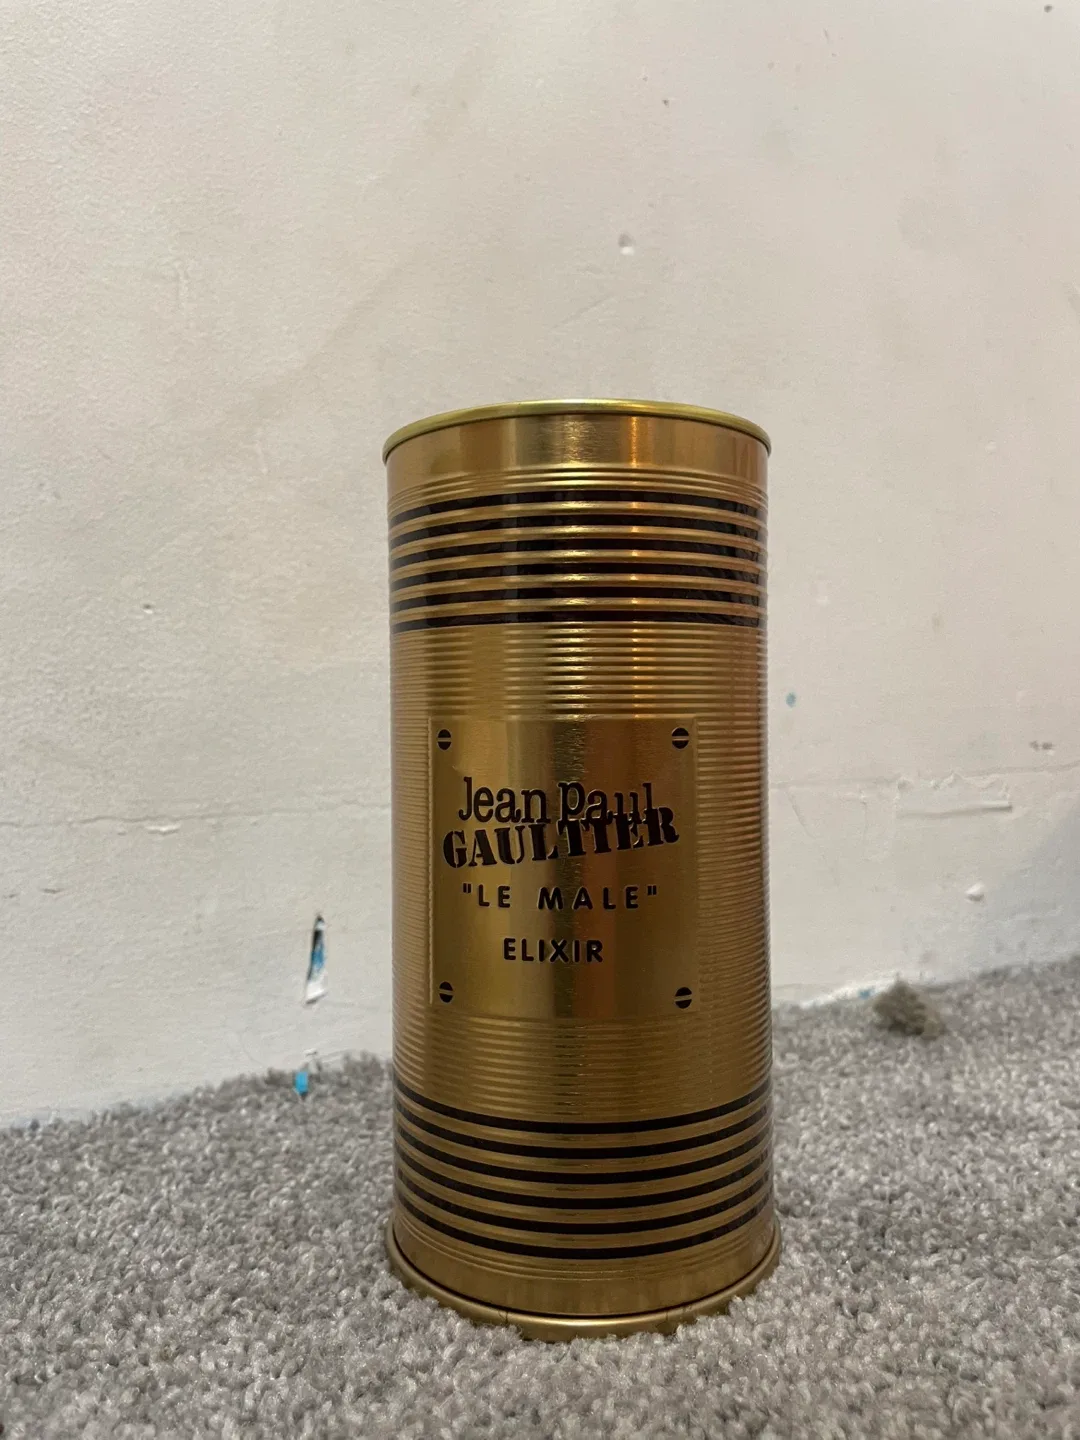 Jean Paul
GAULTIER
"LE MALE"
ELIXIR